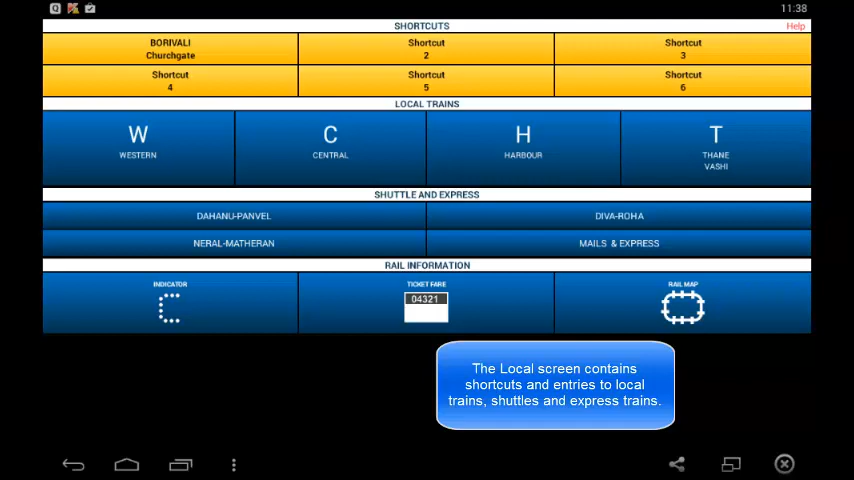 11:38
SHORTCUTS
Help
BORIVALI
Churchgate
Shortcut
2
Shortcut
3
Shortcut
4
Shortcut
5
Shortcut
6
LOCAL TRAINS
W
WESTERN
C
CENTRAL
H
HARBOUR
T
THANE
VASHI
SHUTTLE AND EXPRESS
DAHANU-PANVEL
DIVA-ROHA
NERAL-MATHERAN
MAILS & EXPRESS
RAIL INFORMATION
INDICATOR
C
TICKET FARE
04321
RAIL MAP
The Local screen contains
shortcuts and entries to local
trains, shuttles and express trains.